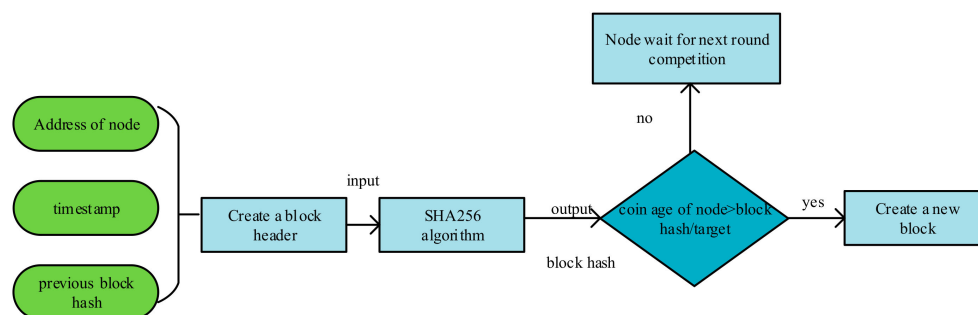 Address of node
timestamp
previous block
hash
Create a block
header
input
SHA256
algorithm
output
block hash
coin age of node>block
hash/target
no
Node wait for next round
competition
yes
Create a new
block